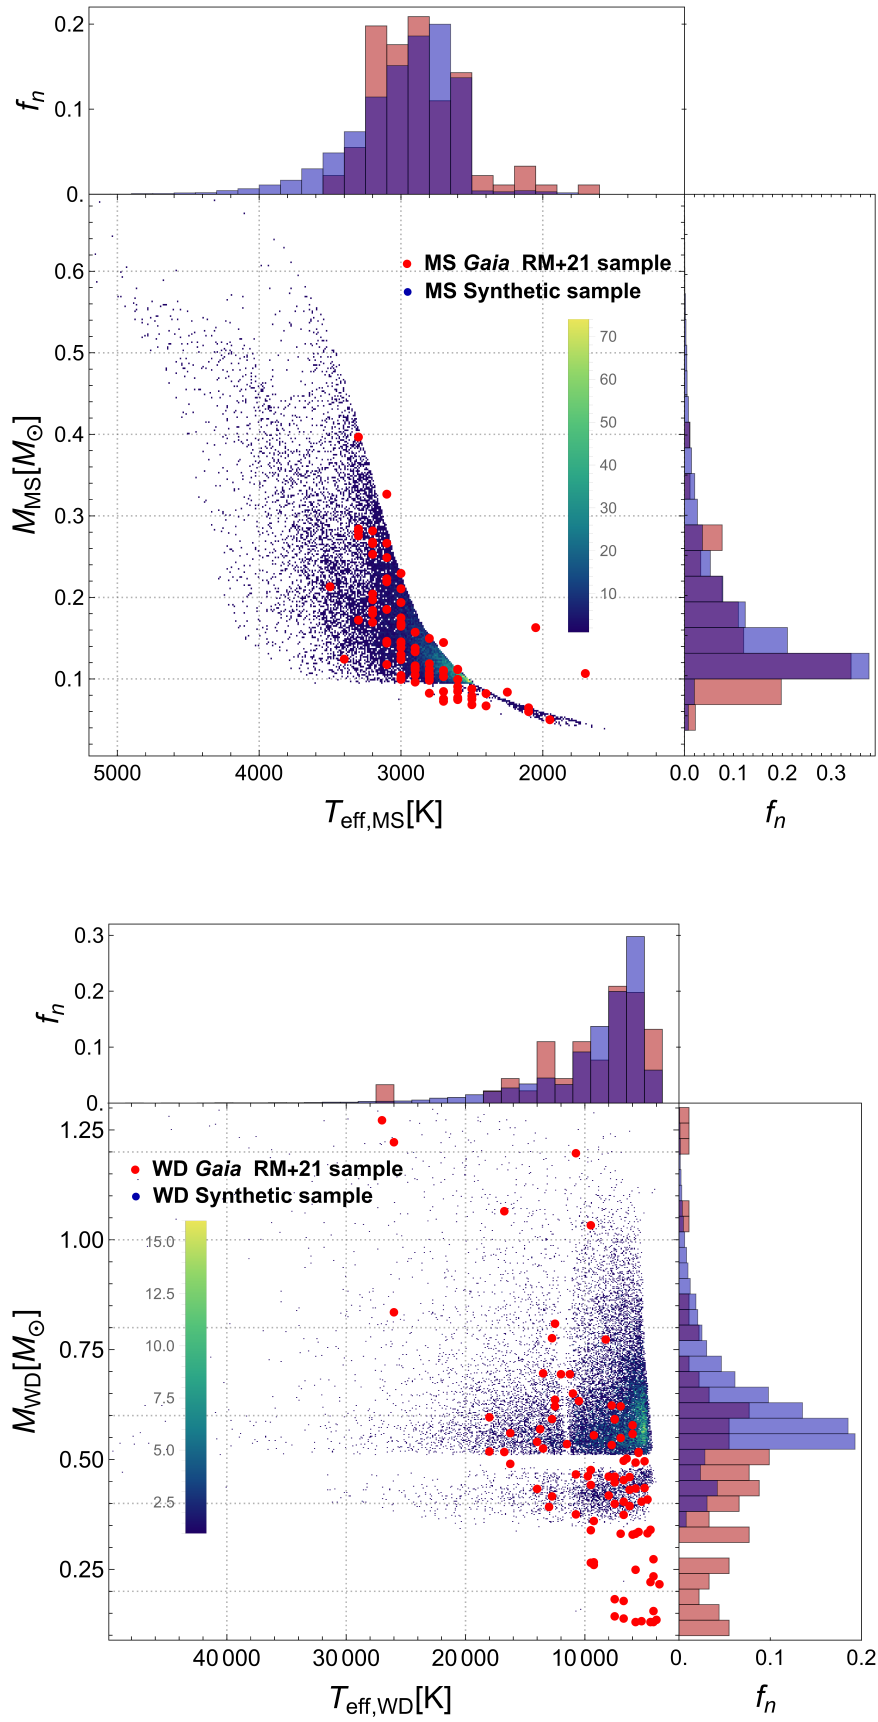 0.2
0.1
0.
f_n
0.6
0.5
0.4
0.3
0.2
0.1
M_MS[M_⊙]
MS Gaia RM+21 sample
MS Synthetic sample
70
60
50
40
30
20
10
5000 4000 3000 2000
0.0 0.1 0.2 0.3
T_eff,MS[K]
f_n
0.3
0.2
0.1
0.
f_n
1.25
1.00
0.75
0.50
0.25
M_WD[M_⊙]
WD Gaia RM+21 sample
WD Synthetic sample
15.0
12.5
10.0
7.5
5.0
2.5
40 000 30 000 20 000 10 000
0. 0.1 0.2
T_eff,WD[K]
f_n